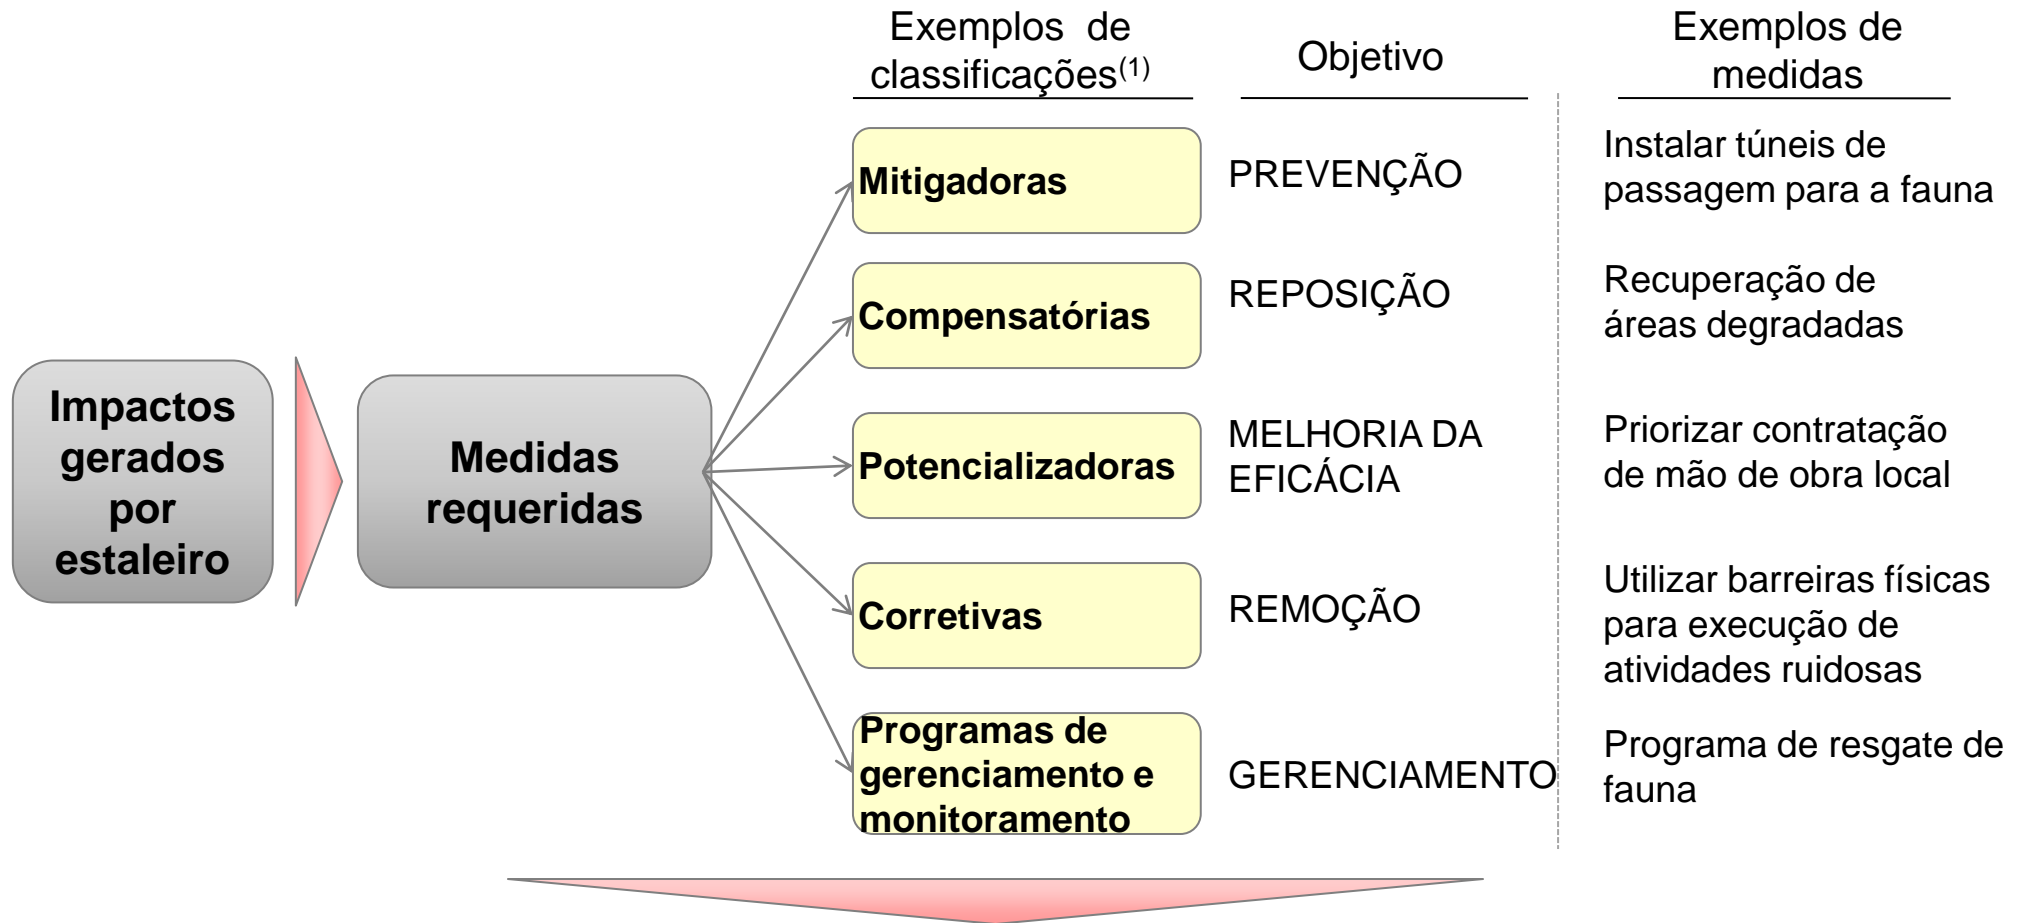 Exemplos de
classificações(1)
Objetivo
Exemplos de
medidas
Impactos
gerados
por
estaleiro
Medidas
requeridas
Mitigadoras
PREVENÇÃO
Instalar túneis de
passagem para a fauna
Compensatórias
REPOSIÇÃO
Recuperação de
áreas degradadas
Potencializadoras
MELHORIA DA
EFICÁCIA
Priorizar contratação
de mão de obra local
Corretivas
REMOÇÃO
Utilizar barreiras físicas
para execução de
atividades ruidosas
Programas de
gerenciamento e
monitoramento
GERENCIAMENTO
Programa de resgate de
fauna